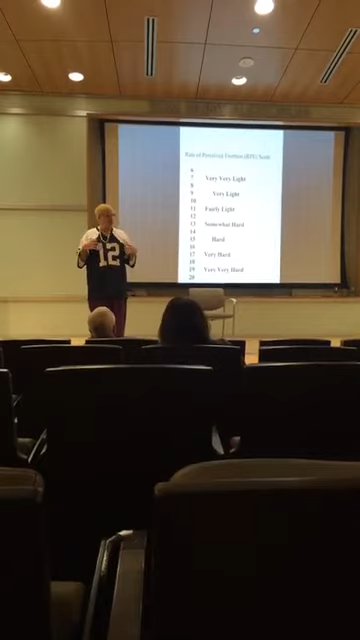 Rate of Perceived Exertion (RPE) Scale
6
7 Very Very Light
8
9 Very Light
10
11 Fairly Light
12
13 Somewhat Hard
14
15 Hard
16
17 Very Hard
18
19 Very Very Hard
20
12